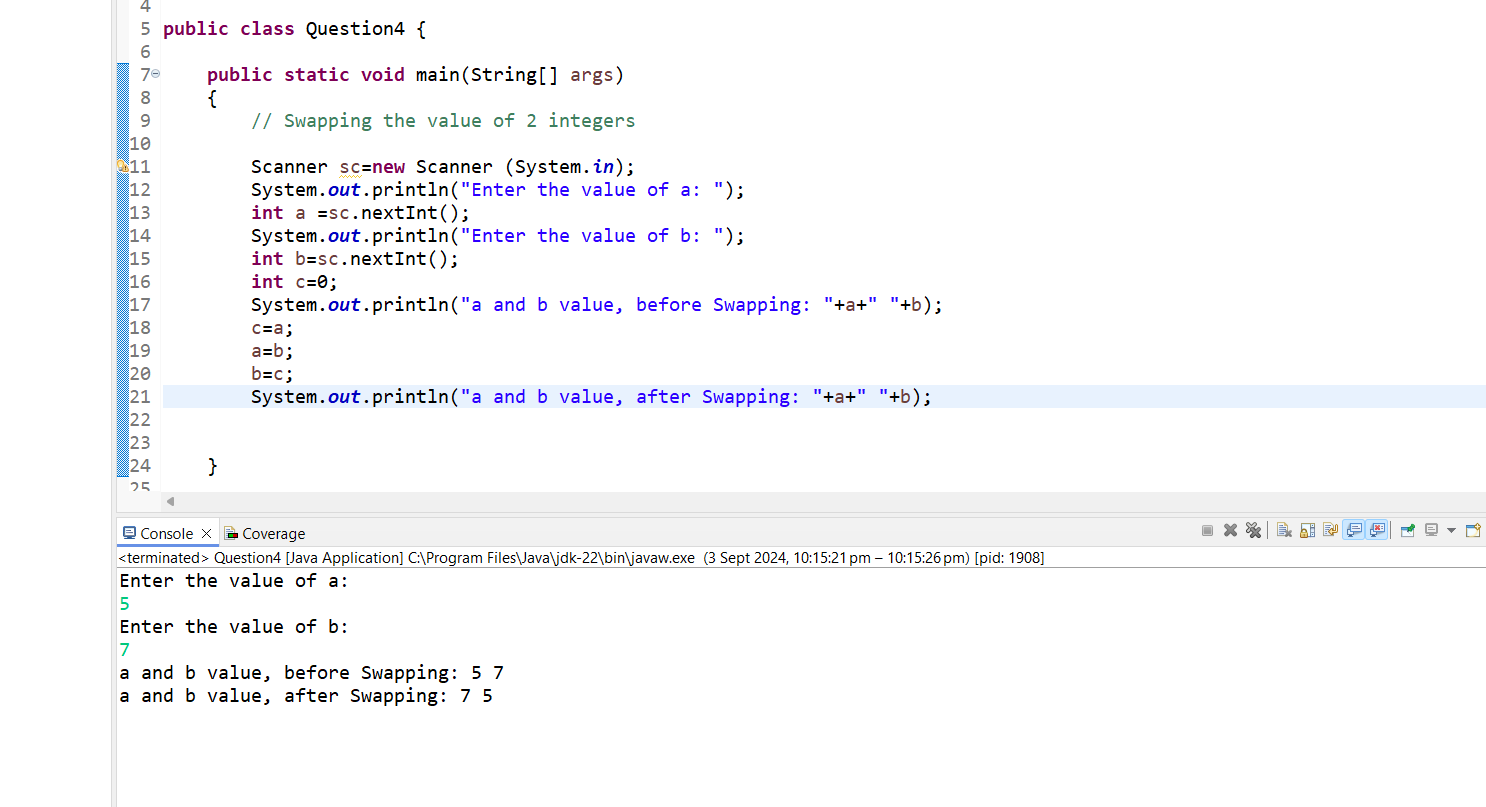 4
5 public class Question4 {
6
7 public static void main(String[] args)
8 {
9 // Swapping the value of 2 integers
10
11 Scanner sc=new Scanner (System.in);
12 System.out.println("Enter the value of a: ");
13 int a =sc.nextInt();
14 System.out.println("Enter the value of b: ");
15 int b=sc.nextInt();
16 int c=0;
17 System.out.println("a and b value, before Swapping: "+a+" "+b);
18 c=a;
19 a=b;
20 b=c;
21 System.out.println("a and b value, after Swapping: "+a+" "+b);
22
23
24 }
25
Console Coverage
<terminated> Question4 [Java Application] C:\Program Files\Java\jdk-22\bin\javaw.exe (3 Sept 2024, 10:15:21 pm – 10:15:26 pm) [pid: 1908]
Enter the value of a:
5
Enter the value of b:
7
a and b value, before Swapping: 5 7
a and b value, after Swapping: 7 5